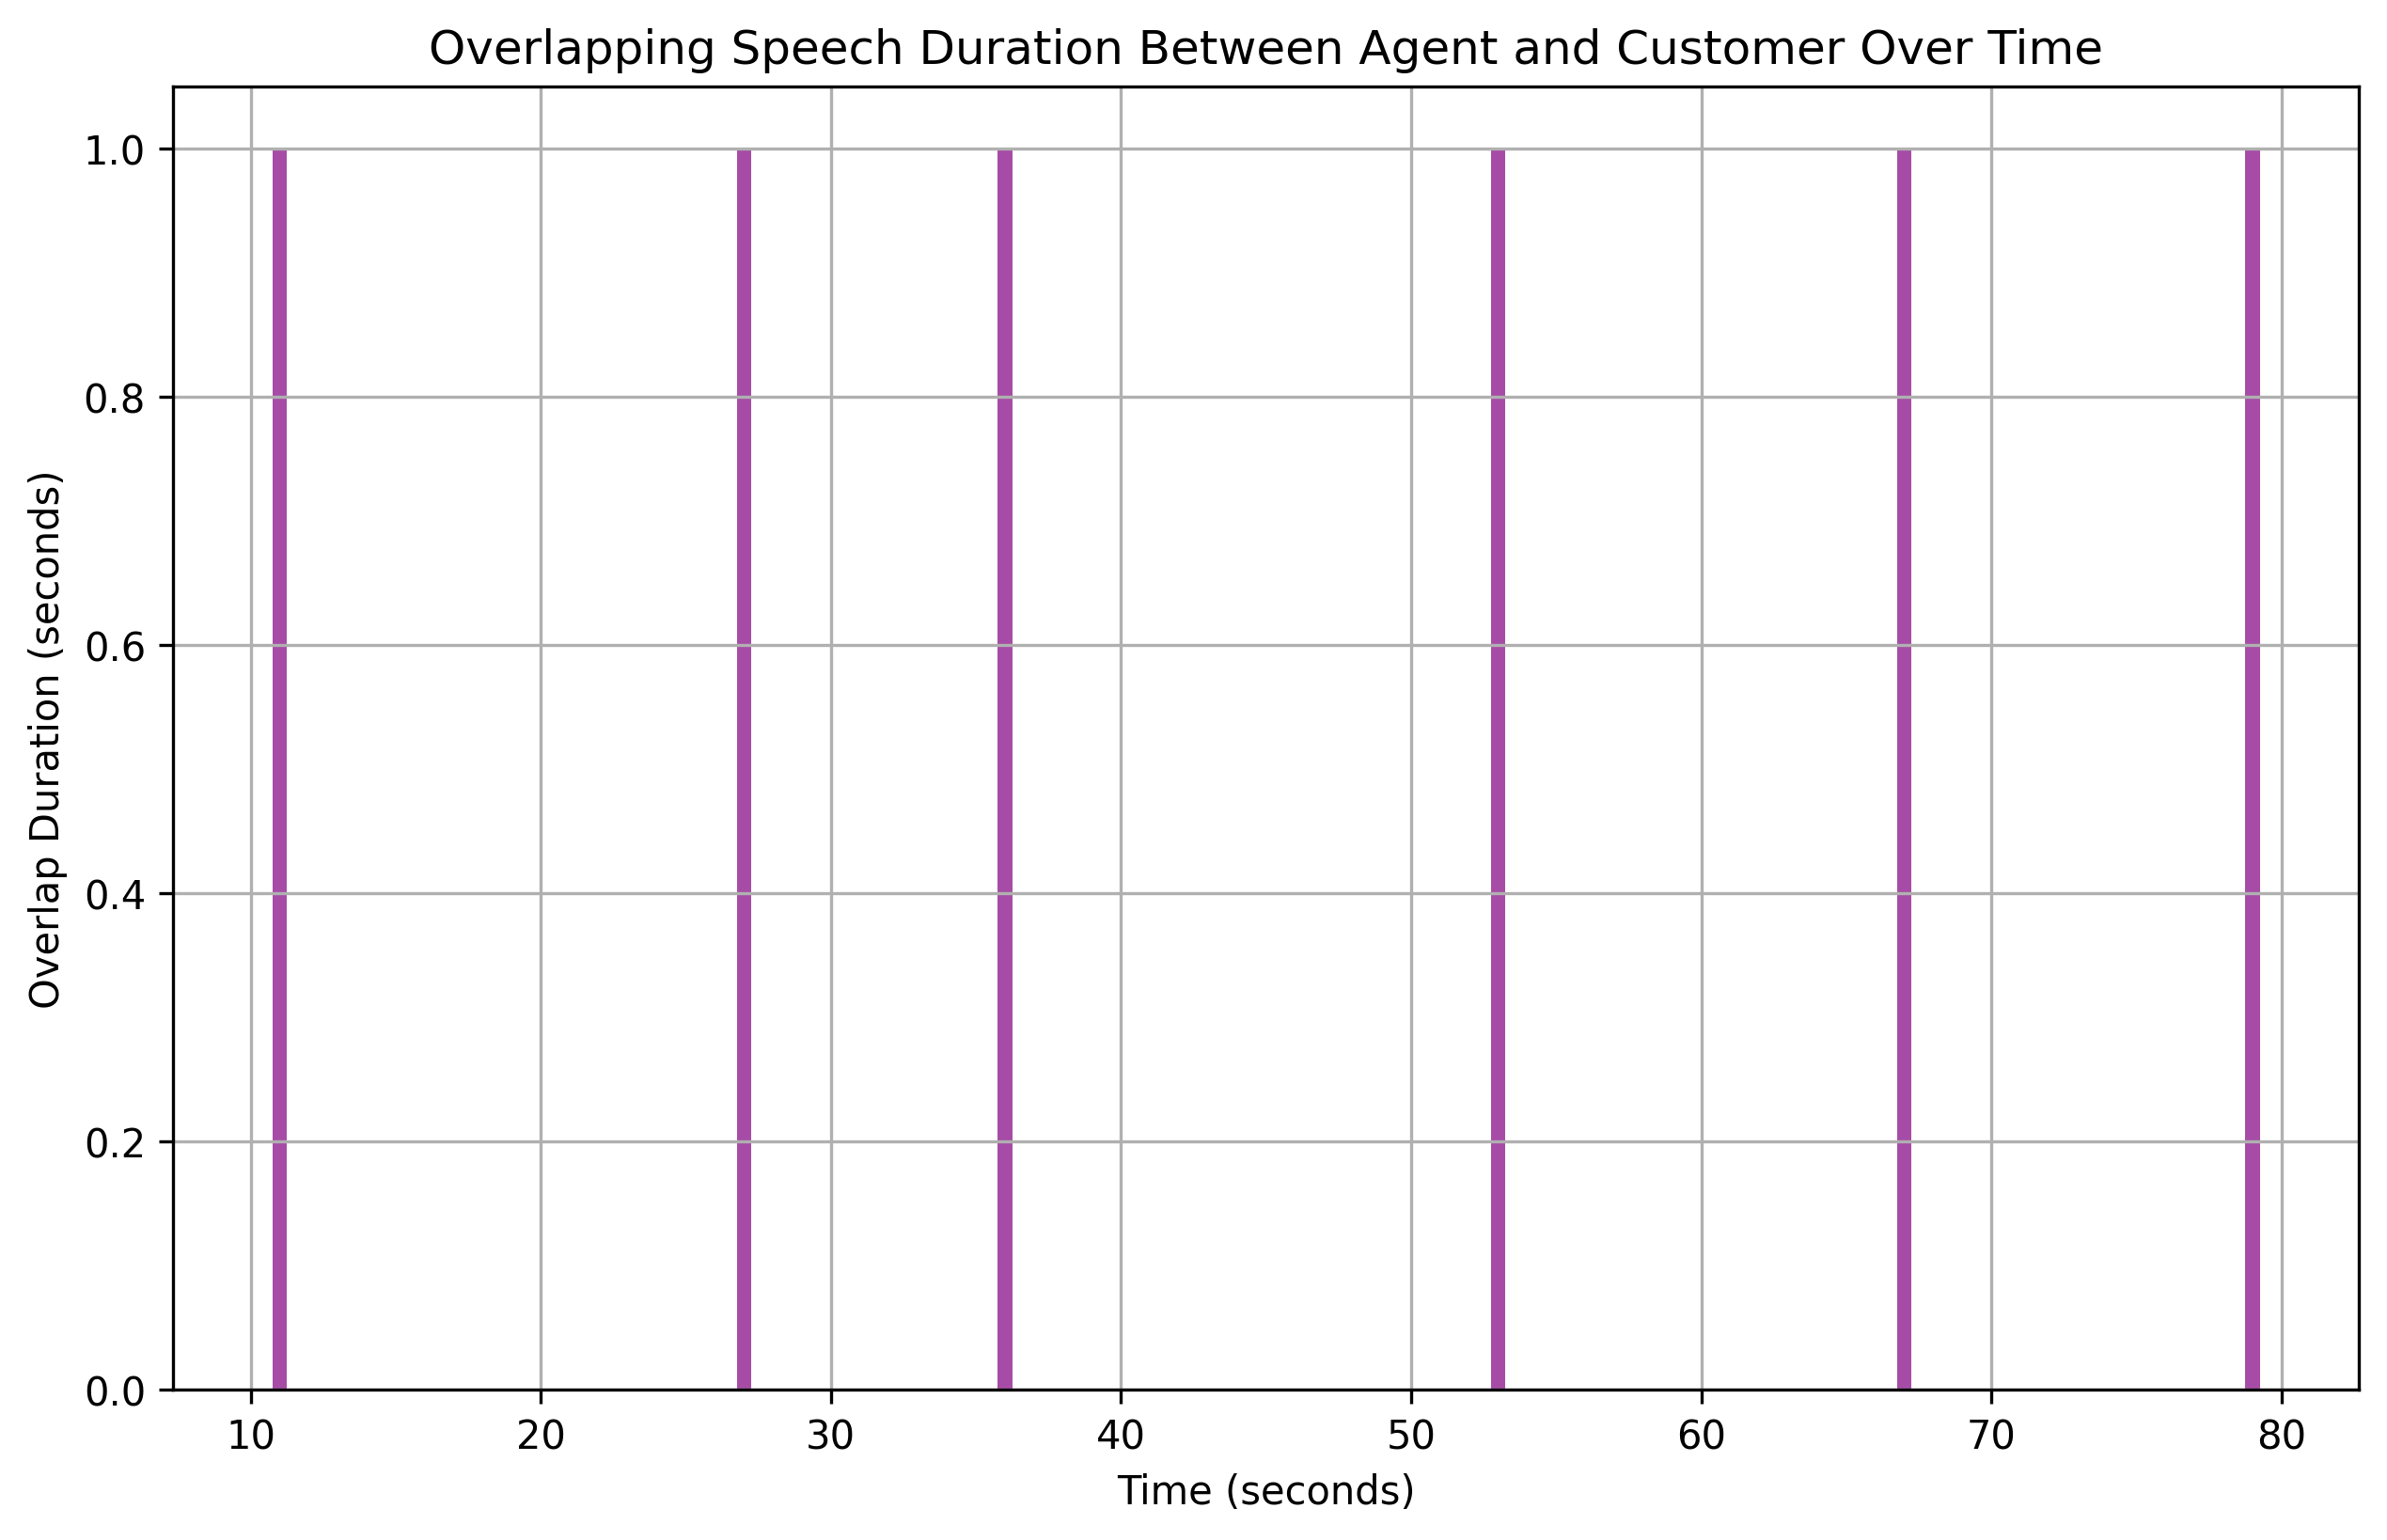 Overlapping Speech Duration Between Agent and Customer Over Time
Overlap Duration (seconds)
1.0
0.8
0.6
0.4
0.2
0.0
10 20 30 40 50 60 70 80
Time (seconds)